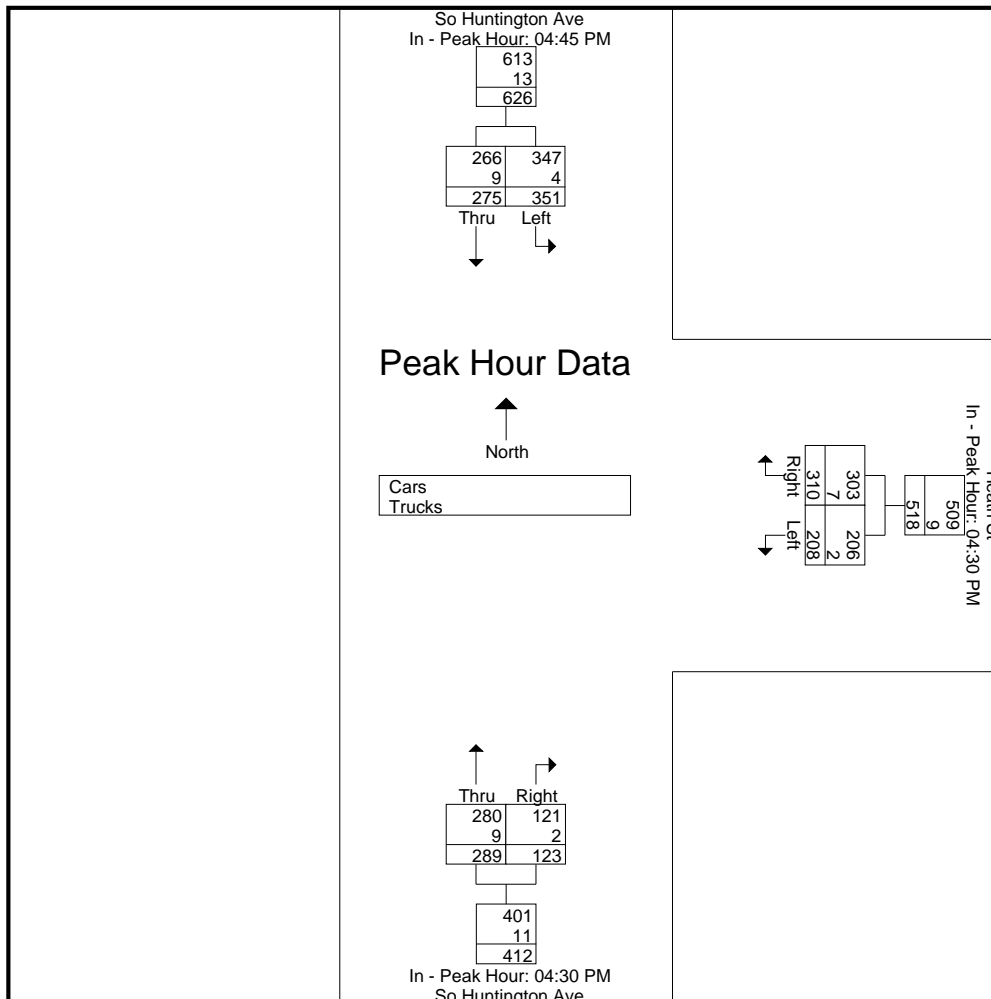 So Huntington Ave
In - Peak Hour: 04:45 PM
613
13
626
266 347
9 4
275 351
Thru Left
Peak Hour Data
North
Cars
Trucks
Heath St
In - Peak Hour: 04:30 PM
509
9
518
303 206
7 2
310 208
Right Left
Thru Right
280 121
9 2
289 123
401
11
412
In - Peak Hour: 04:30 PM
So Huntington Ave